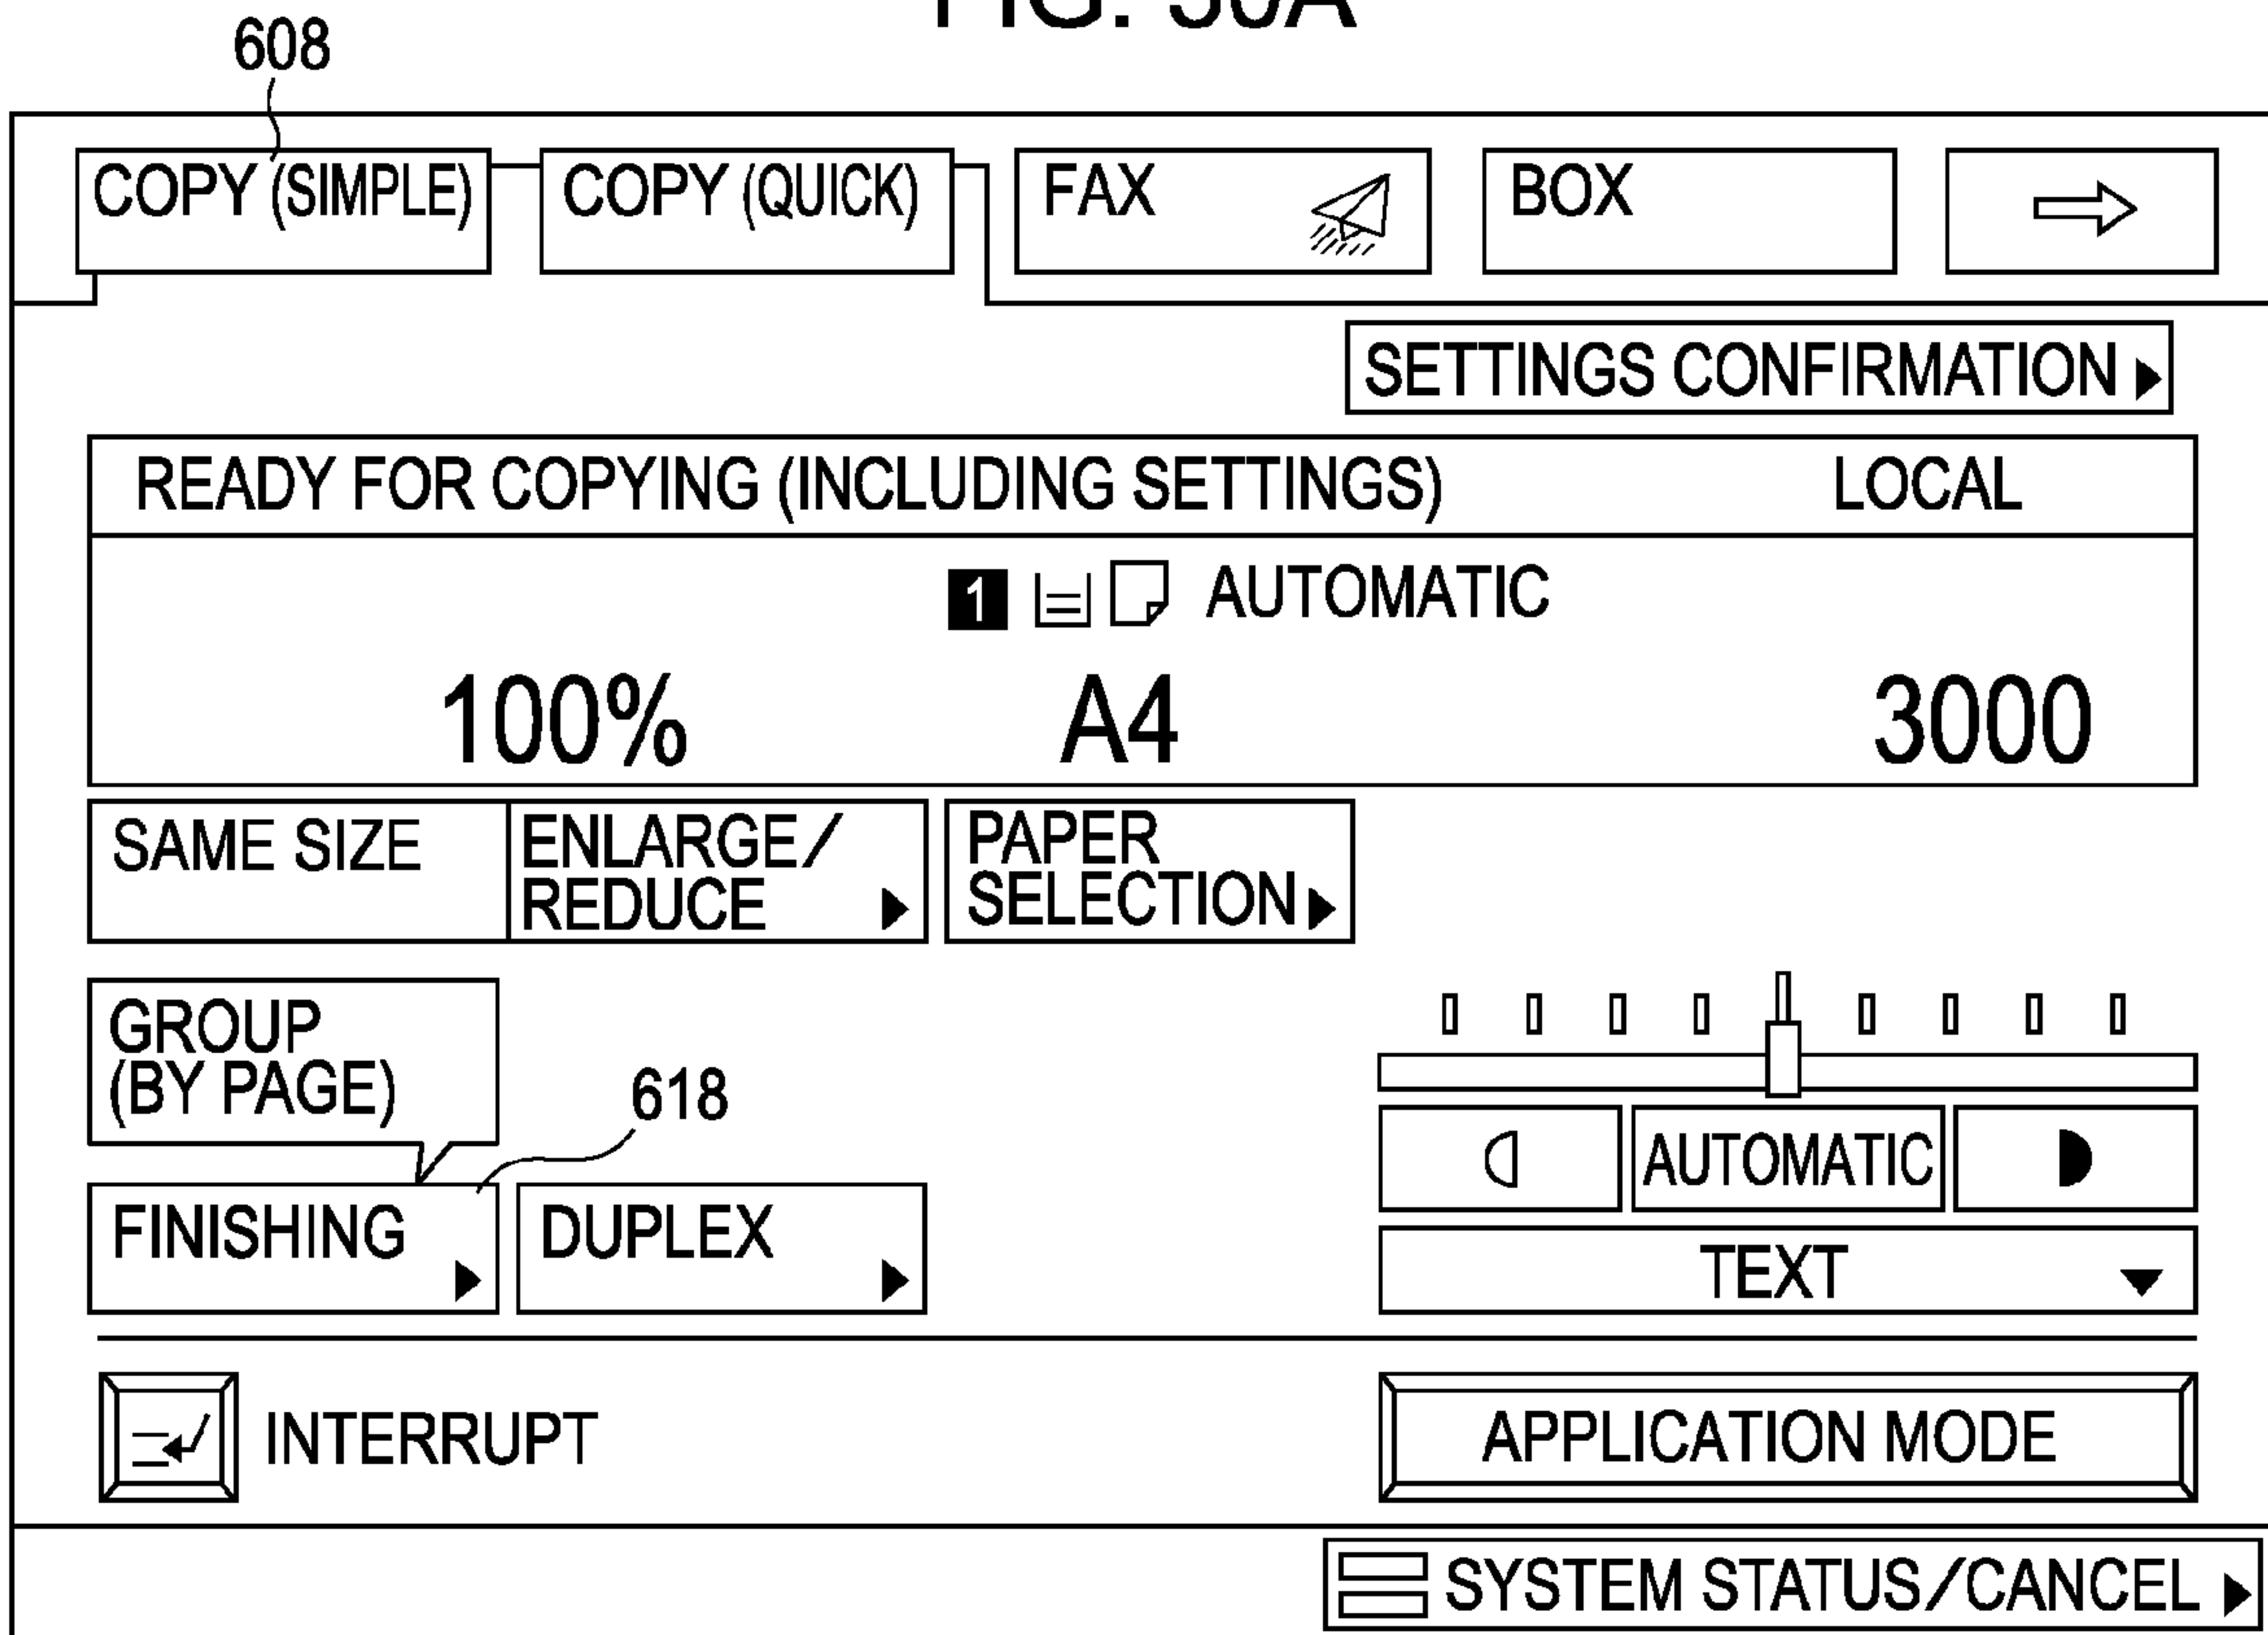 FIG. 30A
608
COPY (SIMPLE) COPY (QUICK) FAX BOX
SETTINGS CONFIRMATION
READY FOR COPYING (INCLUDING SETTINGS) LOCAL
1 AUTOMATIC
100% A4 3000
SAME SIZE
ENLARGE/
REDUCE
PAPER
SELECTION
GROUP
(BY PAGE)
618
AUTOMATIC
FINISHING DUPLEX
TEXT
INTERRUPT
APPLICATION MODE
SYSTEM STATUS/CANCEL